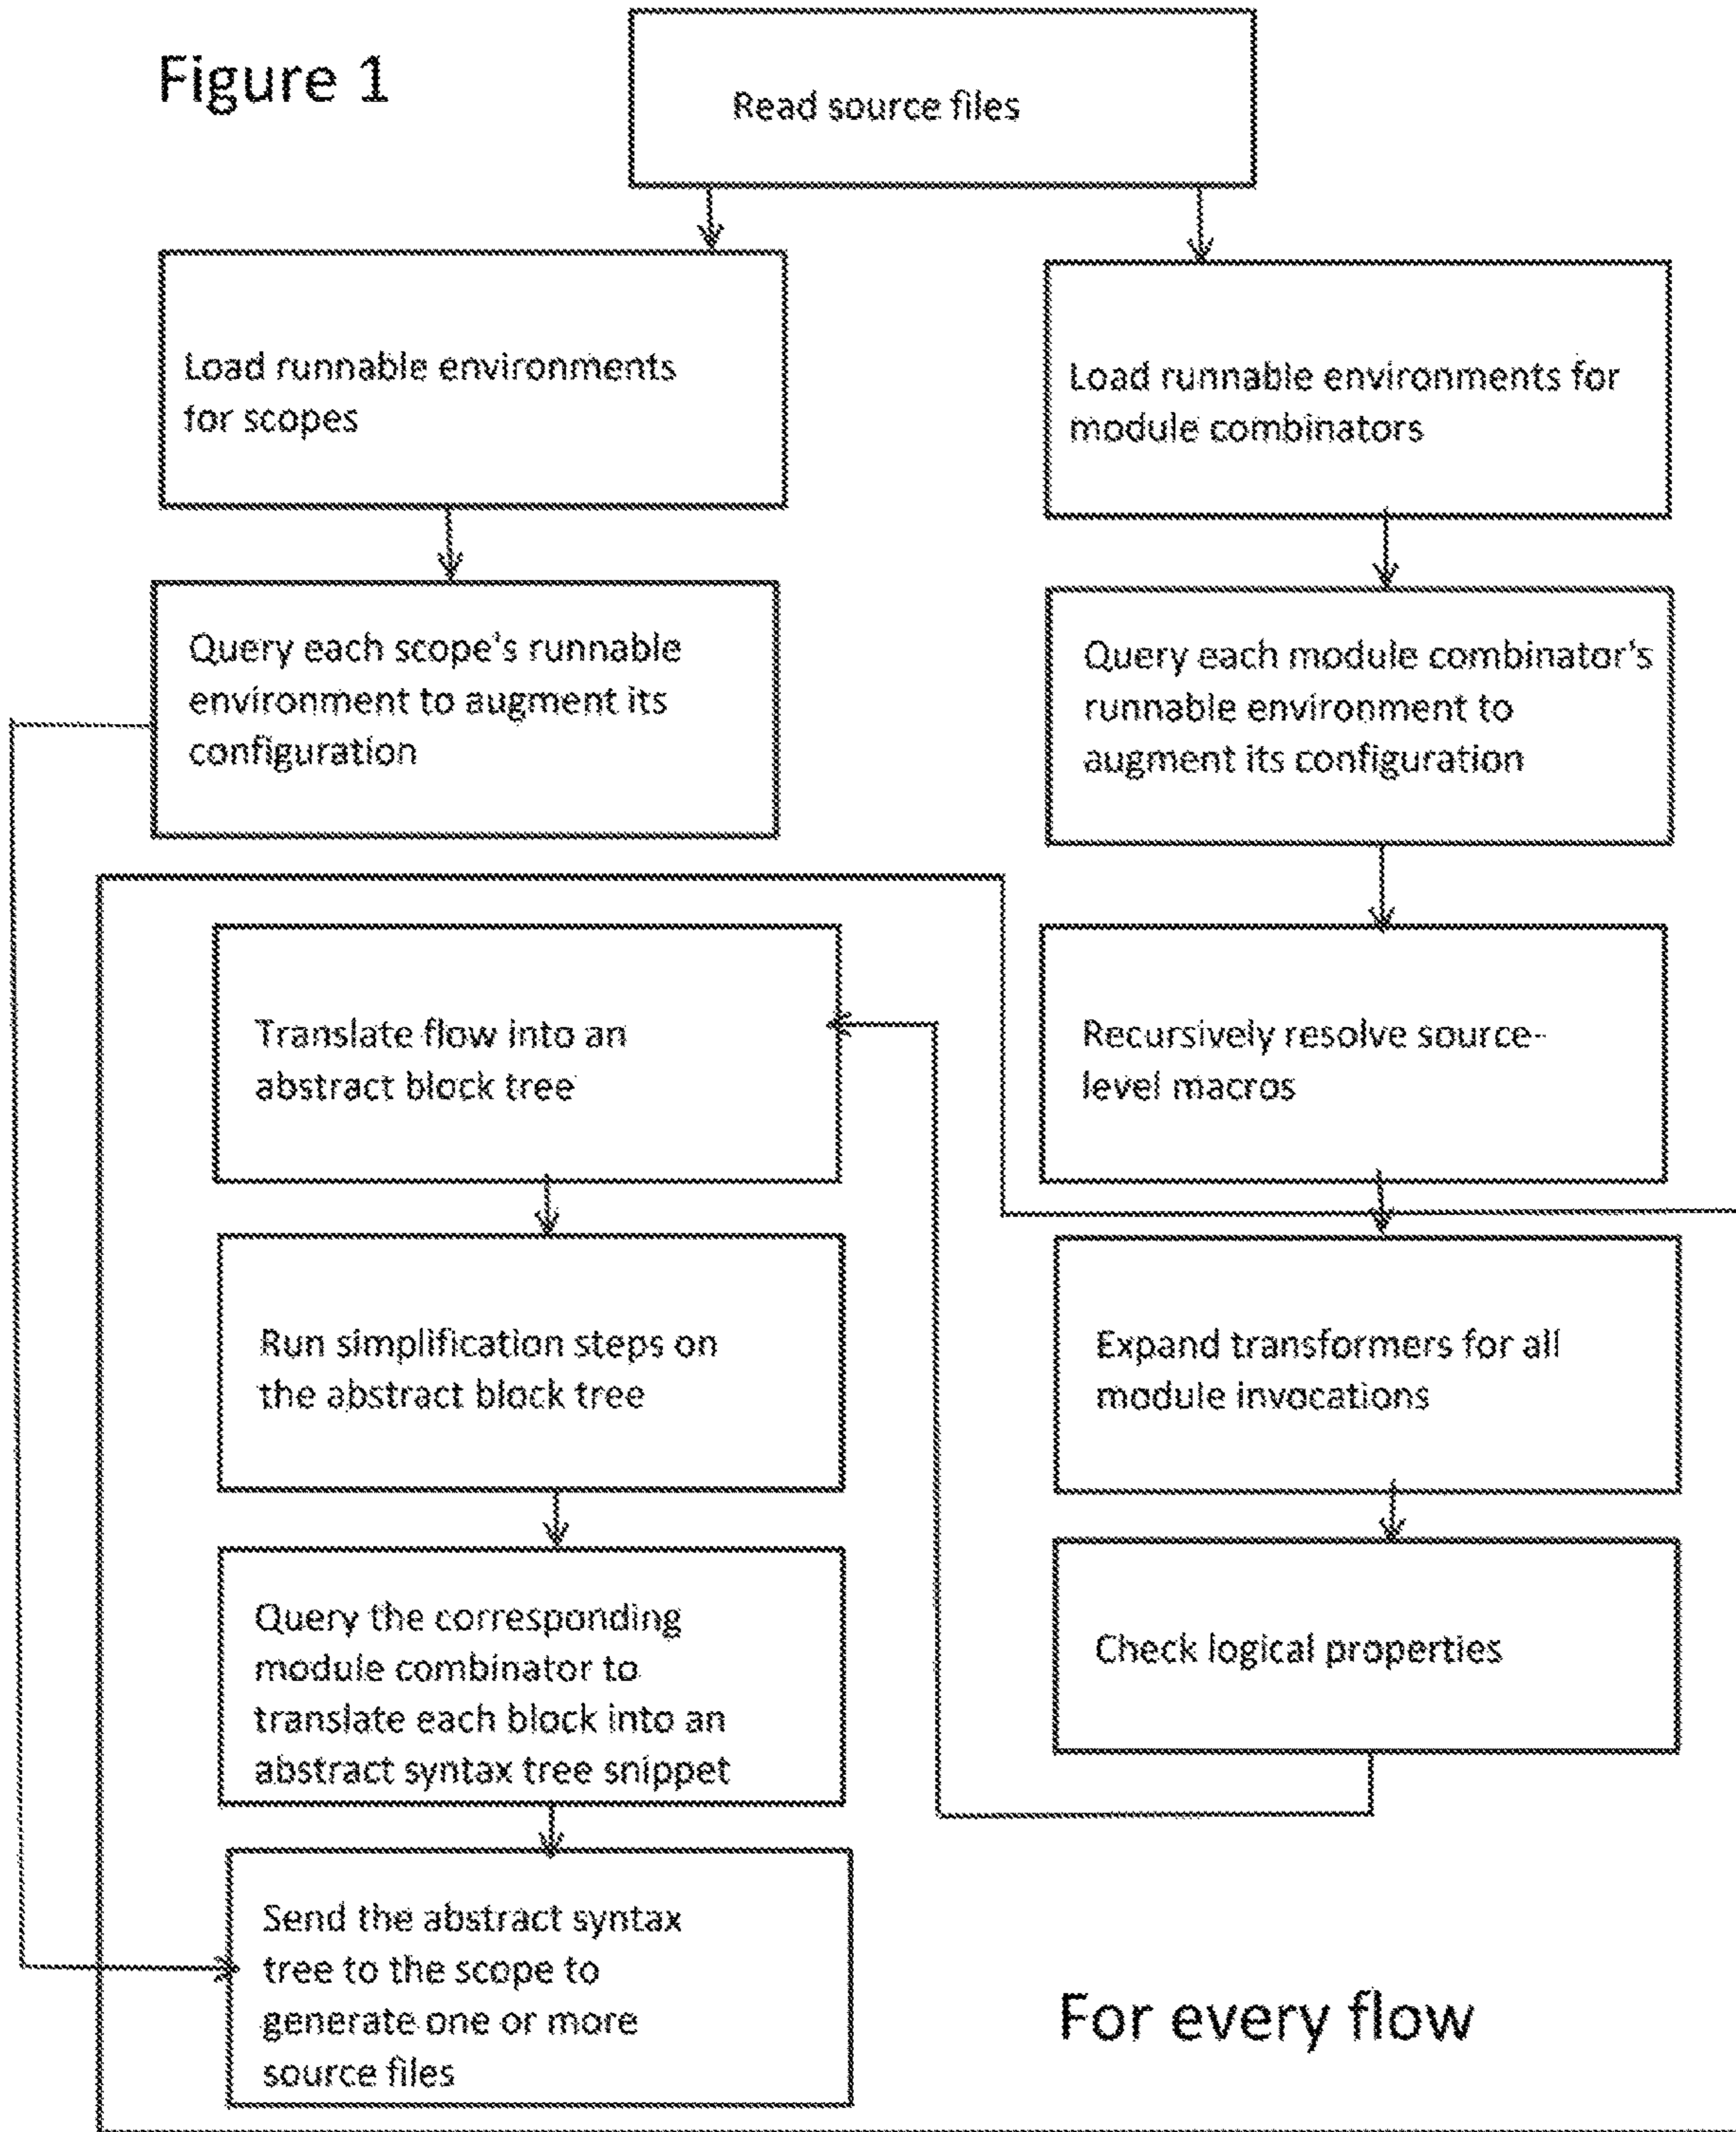 Figure 1
Read source files
Load runnable environments
for scopes
Load runnable environments for
module combinators
Query each scope's runnable
environment to augment its
configuration
Query each module combinator's
runnable environment to
augment its configuration
Translate flow into an
abstract block tree
Recursively resolve source-
level macros
Run simplification steps on
the abstract block tree
Expand transformers for all
module invocations
Query the corresponding
module combinator to
translate each block into an
abstract syntax tree snippet
Check logical properties
Send the abstract syntax
tree to the scope to
generate one or more
source files
For every flow